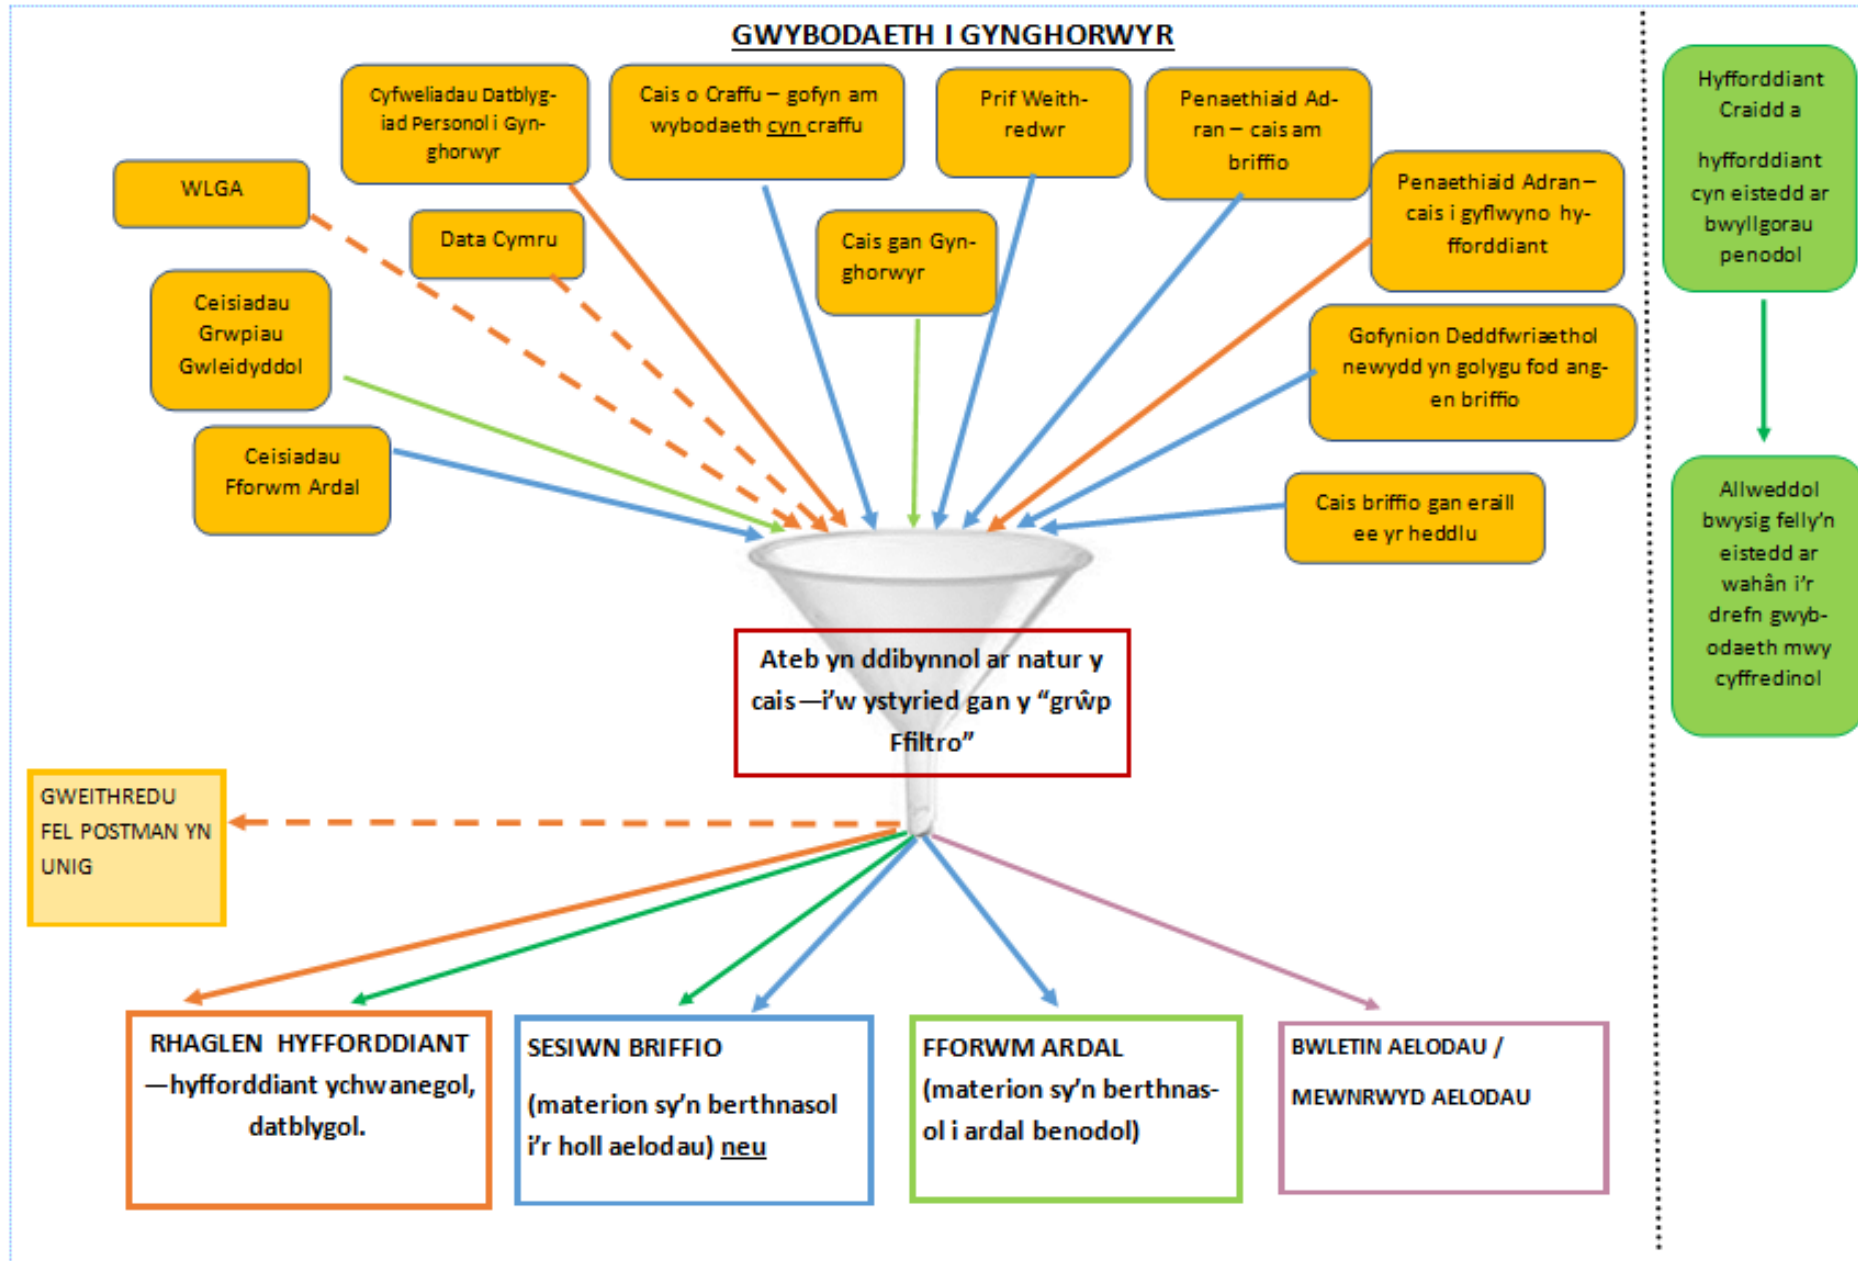 GWYBODAETH I GYNGHORWYR
Cyfweliadau Datblyg-
iad Personol i Gyn-
ghorwyr
Cais o Craffu – gofyn am
wybodaeth cyn craffu
Prif Weith-
redwr
Penaethiaid Ad-
ran – cais am
briffio
WLGA
Data Cymru
Cais gan Gyn-
ghorwyr
Penaethiaid Adran –
cais i gyflwyno hy-
fforddiant
Ceisiadau
Grwpiau
Gwleidyddol
Gofynion Deddfwriaethol
newydd yn golygu fod ang-
en briffio
Ceisiadau
Fforwm Ardal
Cais briffio gan eraill
ee yr heddlu
Ateb yn ddibynnol ar natur y
cais—i’w ystyried gan y “grŵp
Ffiltro”
GWEITHREDU
FEL POSTMAN YN
UNIG
RHAGLEN HYFFORDDIANT
—hyfforddiant ychwanegol,
datblygol.
SESIWN BRIFFIO
(materion sy’n berthnasol
i’r holl aelodau) neu
FFORWM ARDAL
(materion sy’n berthnas-
ol i ardal benodol)
BWLETIN AELODAU /
MEWNRWYD AELODAU
Hyfforddiant
Craidd a
hyfforddiant
cyn eistedd ar
bwyllgorau
penodol
Allweddol
bwysig felly’n
eistedd ar
wahân i’r
drefn gwyb-
odaeth mwy
cyffredinol